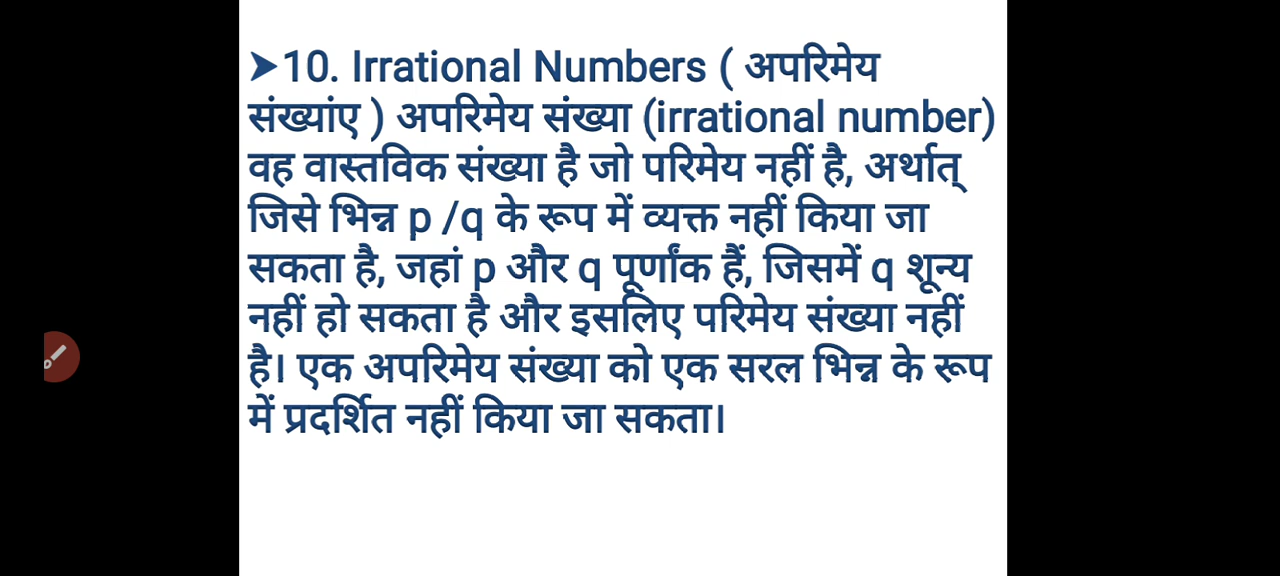 ➤10. Irrational Numbers ( अपरिमेय
संख्यांए ) अपरिमेय संख्या (irrational number)
वह वास्तविक संख्या है जो परिमेय नहीं है, अर्थात्
जिसे भिन्न p /q के रूप में व्यक्त नहीं किया जा
सकता है, जहां p और q पूर्णांक हैं, जिसमें q शून्य
नहीं हो सकता है और इसलिए परिमेय संख्या नहीं
है। एक अपरिमेय संख्या को एक सरल भिन्न के रूप
में प्रदर्शित नहीं किया जा सकता।